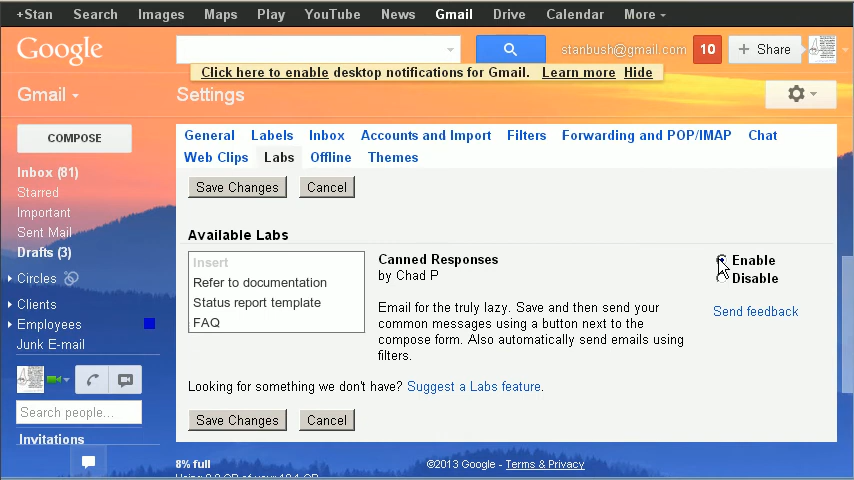 +Stan Search Images Maps Play YouTube News Gmail Drive Calendar More
Google
stanbush@gmail.com 10 + Share
Click here to enable desktop notifications for Gmail. Learn more Hide
Gmail
Settings
COMPOSE
General Labels Inbox Accounts and Import Filters Forwarding and POP/IMAP Chat
Web Clips Labs Offline Themes
Inbox (81)
Starred
Important
Sent Mail
Drafts (3)
Circles
Clients
Employees
Junk E-mail
Search people...
Invitations
Save Changes Cancel
Available Labs
Insert
Refer to documentation
Status report template
FAQ
Canned Responses
by Chad P
Email for the truly lazy. Save and then send your
common messages using a button next to the
compose form. Also automatically send emails using
filters.
Enable
Disable
Send feedback
Looking for something we don't have? Suggest a Labs feature.
Save Changes Cancel
8% full
©2013 Google - Terms & Privacy